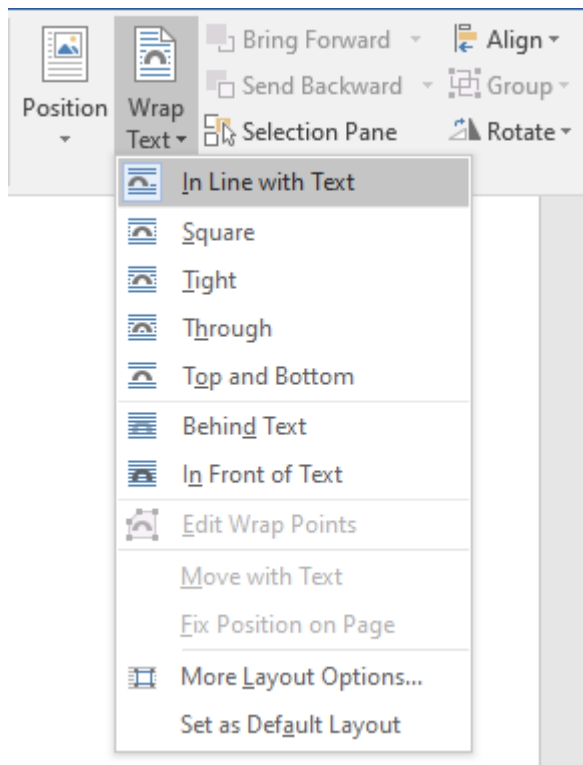 Position
Wrap
Text
Bring Forward
Send Backward
Selection Pane
Align
Group
Rotate
In Line with Text
Square
Tight
Through
Top and Bottom
Behind Text
In Front of Text
Edit Wrap Points
Move with Text
Fix Position on Page
More Layout Options...
Set as Default Layout